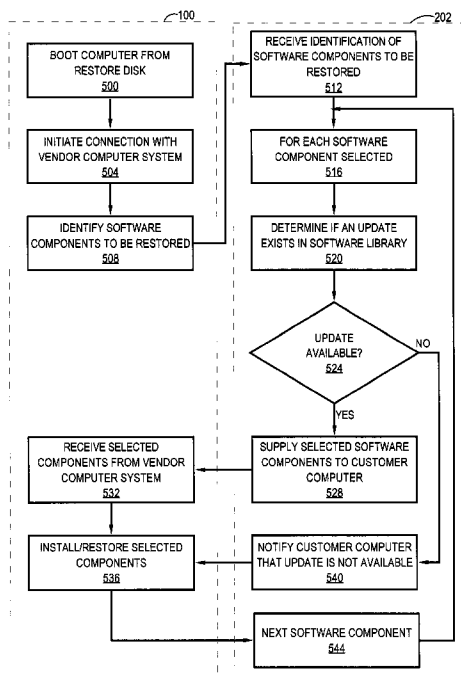 100
202
BOOT COMPUTER FROM
RESTORE DISK
500
INITIATE CONNECTION WITH
VENDOR COMPUTER SYSTEM
504
IDENTIFY SOFTWARE
COMPONENTS TO BE RESTORED
508
RECEIVE IDENTIFICATION OF
SOFTWARE COMPONENTS TO BE
RESTORED
512
FOR EACH SOFTWARE
COMPONENT SELECTED
516
DETERMINE IF AN UPDATE
EXISTS IN SOFTWARE LIBRARY
520
UPDATE
AVAILABLE?
524
NO
YES
SUPPLY SELECTED SOFTWARE
COMPONENTS TO CUSTOMER
COMPUTER
528
RECEIVE SELECTED
COMPONENTS FROM VENDOR
COMPUTER SYSTEM
532
INSTALL/RESTORE SELECTED
COMPONENTS
536
NOTIFY CUSTOMER COMPUTER
THAT UPDATE IS NOT AVAILABLE
540
NEXT SOFTWARE COMPONENT
544